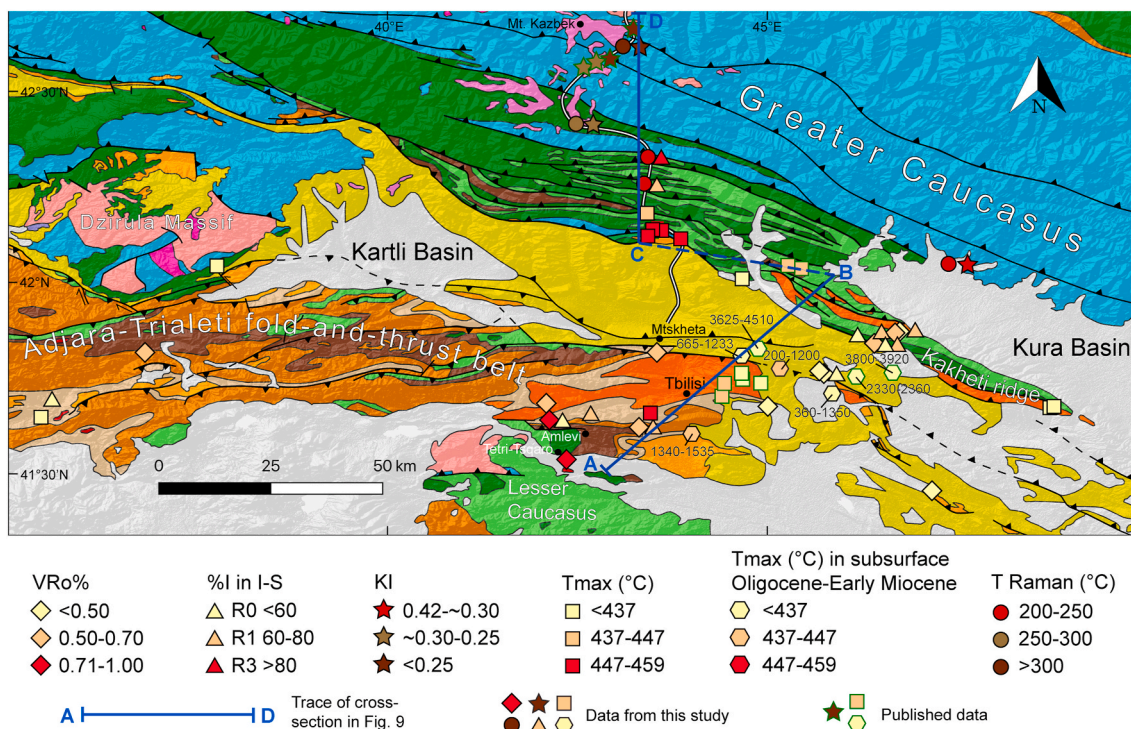 40°E
45°E
D
Mt. Kazbek
42°30'N
N
Greater Caucasus
Dzirula Massif
Kartli Basin
C
B
42°N
Adjara-Trialeti fold-and-thrust belt
Mtskheta
3625-4510
665-1233
200-1200
3800-3920
Kura Basin
Kakheti ridge
2330-2360
Tbilisi
360-1350
Amlevi
Tetri-Tsqaro
1340-1535
A
41°30'N
0 25 50 km
Lesser
Caucasus
VRo%
<0.50
0.50-0.70
0.71-1.00
%I in I-S
R0 <60
R1 60-80
R3 >80
KI
0.42-~0.30
~0.30-0.25
<0.25
Tmax (°C)
<437
437-447
447-459
Tmax (°C) in subsurface
Oligocene-Early Miocene
<437
437-447
447-459
T Raman (°C)
200-250
250-300
>300
A D
Trace of cross-
section in Fig. 9
Data from this study
Published data